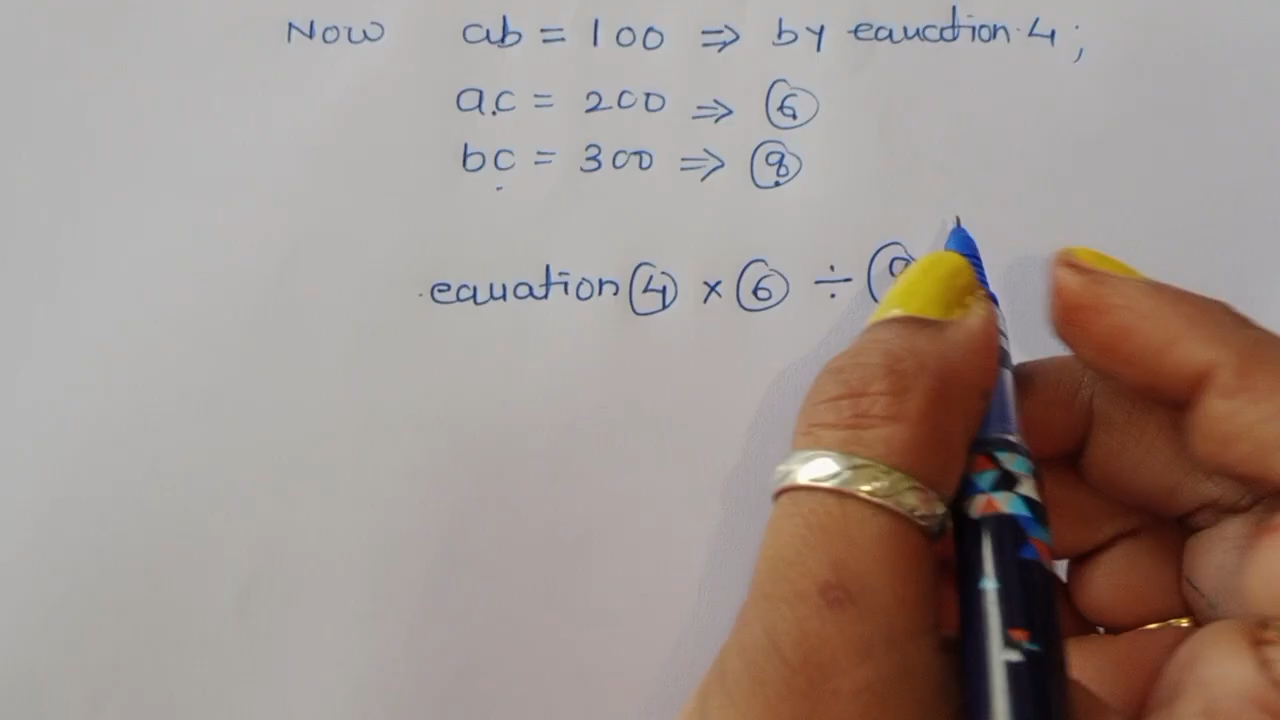 Now ab = 100 ⇒ by eauation 4;
a.c = 200 ⇒ 6
bc = 300 ⇒ 8
eauation 4 × 6 ÷